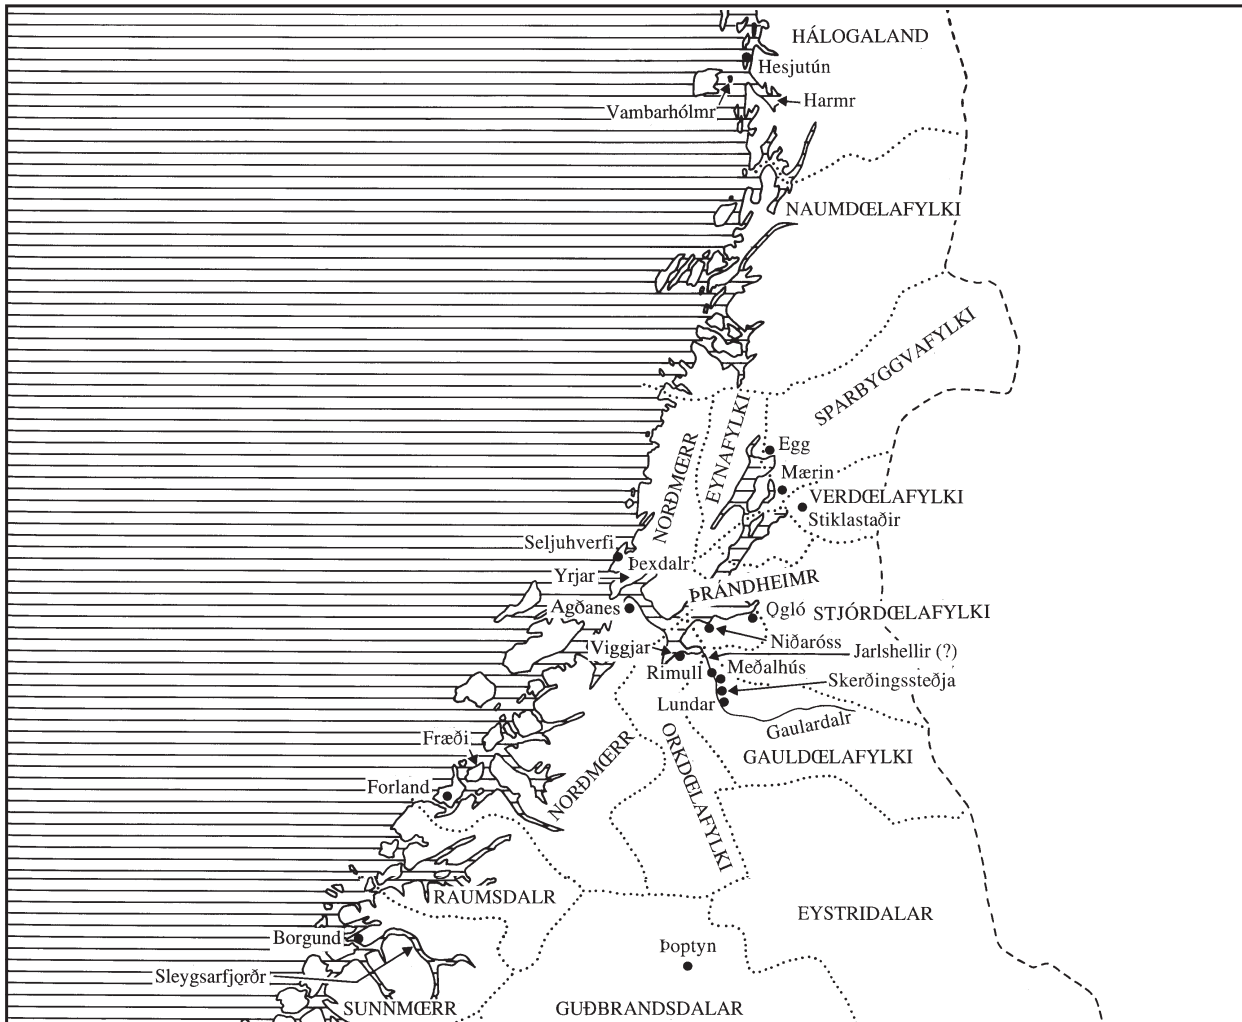 HÁLOGALAND
Hesjutún
Harmr
Vambarhólmr
NAUMDŒLAFYLKI
SPARBYGGVAFYLKI
EYNAFYLKI
NORÐMŒRR
Egg
Mærin
VERDŒLAFYLKI
Stiklastaðir
Seljuhverfi
Þexdalr
Yrjar
ÞRÁNDHEIMR
Agðanes
Ǫgló
STJÓRDŒLAFYLKI
Niðaróss
Viggjar
Jarlshellir (?)
Rimull
Meðalhús
Skerðingssteðja
Lundar
Gaulardalr
Fræði
NORÐMŒRR
ORKDŒLAFYLKI
GAULDŒLAFYLKI
Forland
RAUMSDALR
EYSTRIDALAR
Borgund
Þoptyn
Sleygsarfjǫrðr
SUNNMŒRR
GUÐBRANDSDALAR